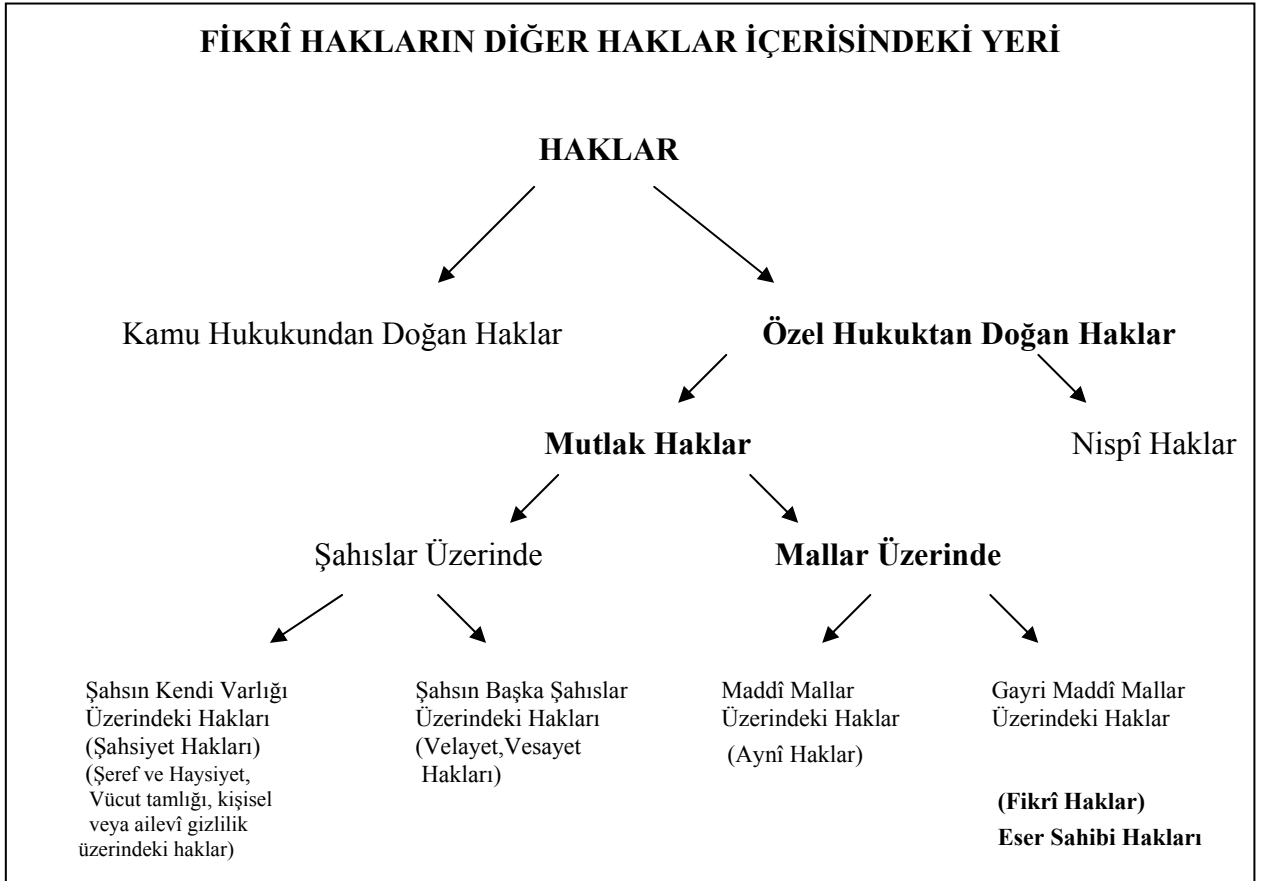 FİKRÎ HAKLARIN DİĞER HAKLAR İÇERİSİNDEKİ YERİ
HAKLAR
Kamu Hukukundan Doğan Haklar
Özel Hukuktan Doğan Haklar
Mutlak Haklar
Nispî Haklar
Şahıslar Üzerinde
Mallar Üzerinde
Şahsın Kendi Varlığı
Üzerindeki Hakları
(Şahsiyet Hakları)
(Şeref ve Haysiyet,
Vücut tamlığı, kişisel
veya ailevî gizlilik
üzerindeki haklar)
Şahsın Başka Şahıslar
Üzerindeki Hakları
(Velayet,Vesayet
Hakları)
Maddî Mallar
Üzerindeki Haklar
(Aynî Haklar)
Gayri Maddî Mallar
Üzerindeki Haklar
(Fikrî Haklar)
Eser Sahibi Hakları